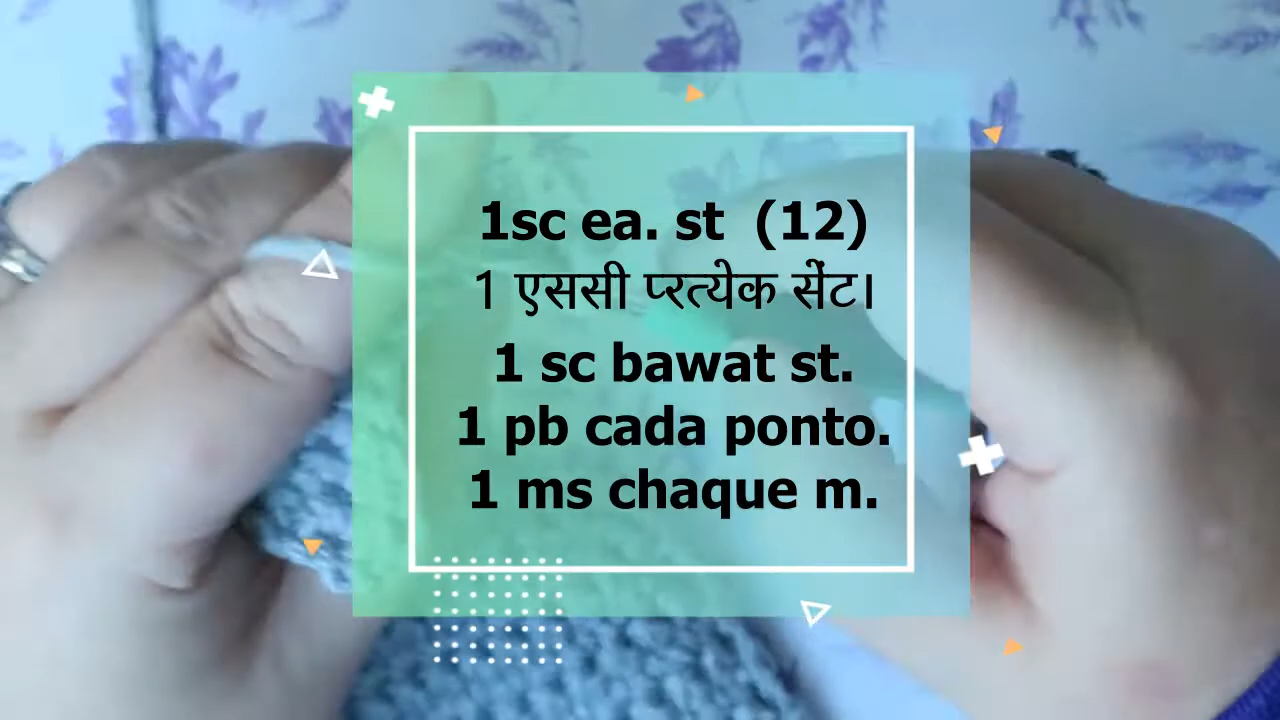 1sc ea. st (12)
1 एससी प्रत्येक सेंट।
1 sc bawat st.
1 pb cada ponto.
1 ms chaque m.